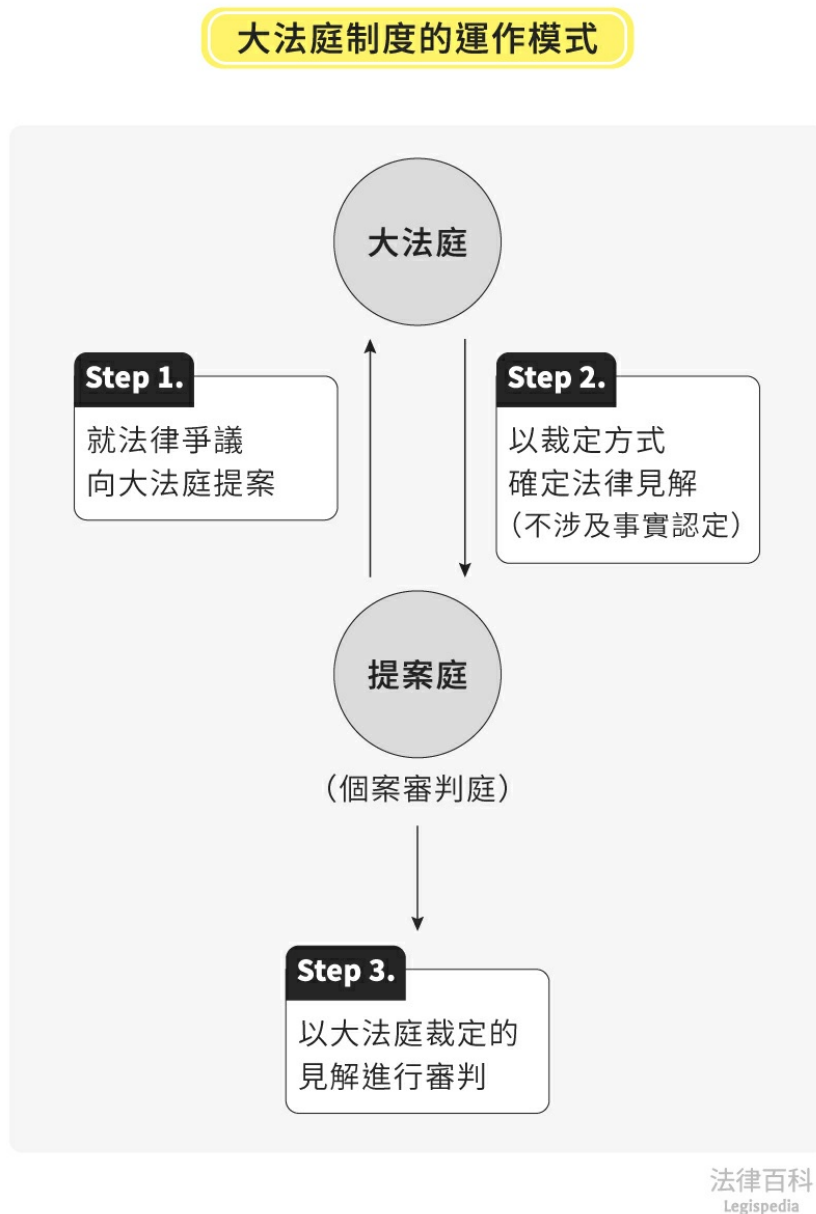 大法庭制度的運作模式
大法庭
Step 1.
就法律爭議
向大法庭提案
Step 2.
以裁定方式
確定法律見解
（不涉及事實認定）
提案庭
（個案審判庭）
Step 3.
以大法庭裁定的
見解進行審判
法律百科
Legispedia